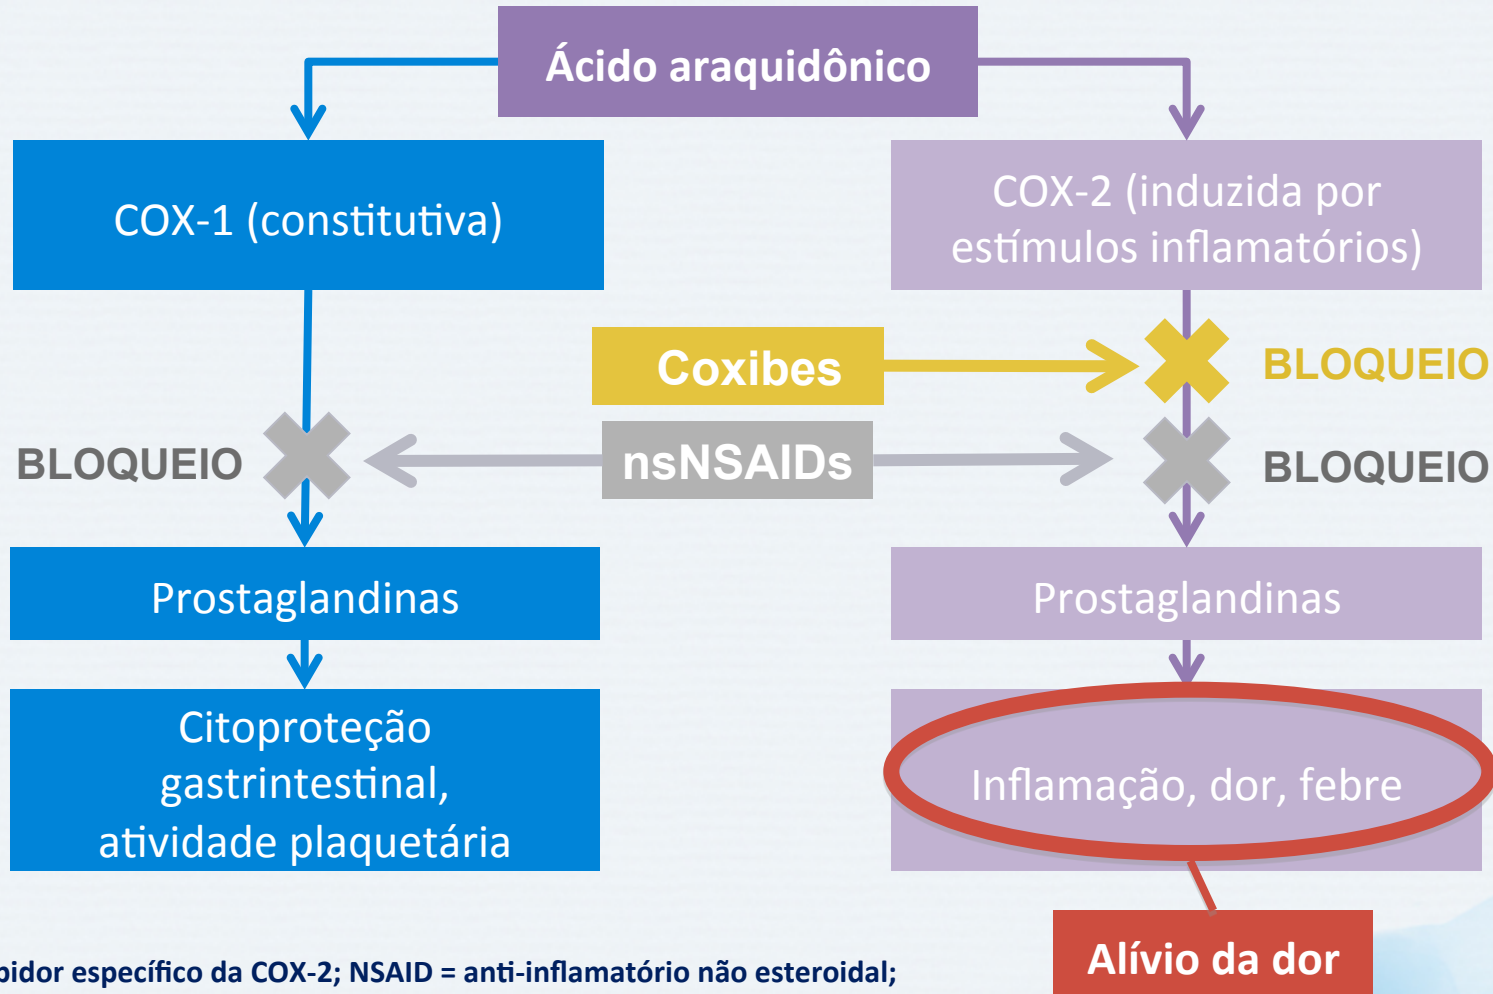 Ácido araquidônico
COX-1 (constitutiva)
COX-2 (induzida por
estímulos inflamatórios)
Coxibes
BLOQUEIO
BLOQUEIO
nsNSAIDs
BLOQUEIO
Prostaglandinas
Prostaglandinas
Citoproteção
gastrintestinal,
atividade plaquetária
Inflamação, dor, febre
Alívio da dor
específico da COX-2; NSAID = anti-inflamatório não esteroidal;